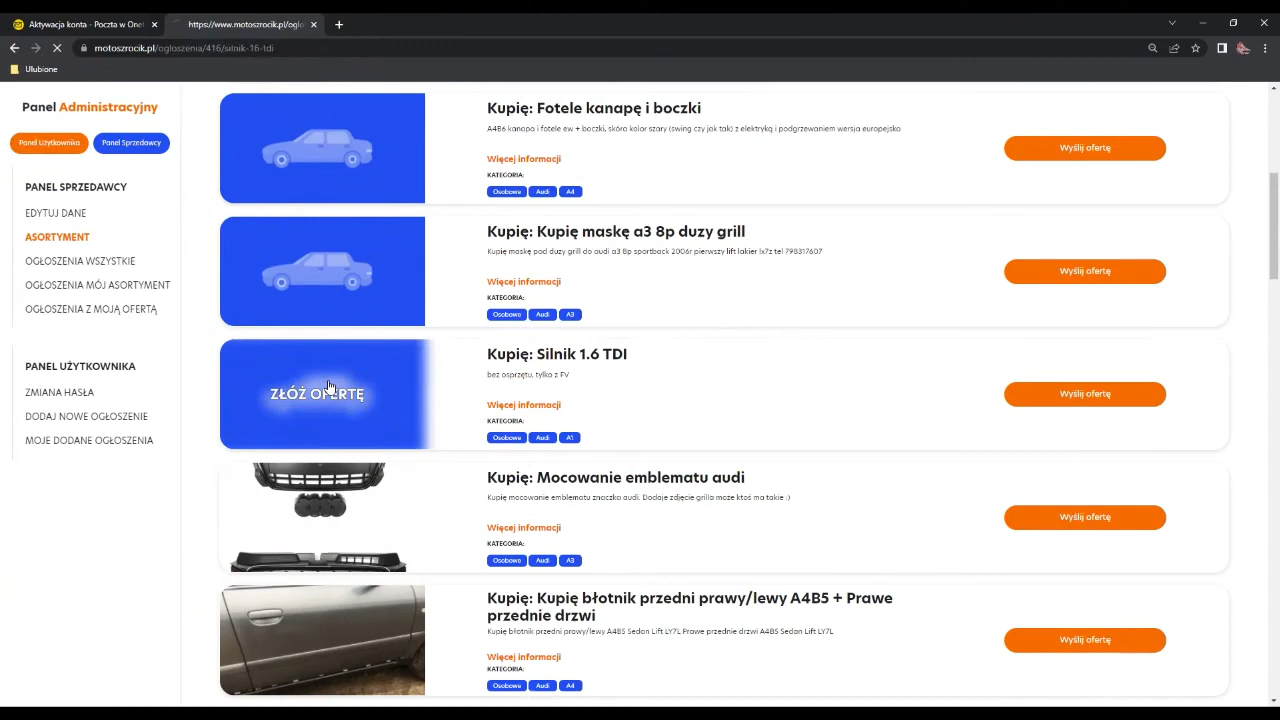 Aktywacja konta - Poczta w Onet
https://www.motoszrocik.pl/oglo
motoszrocik.pl/ogloszenia/416/silnik-16-tdi
Ulubione
Panel Administracyjny
Panel Użytkownika
Panel Sprzedawcy
PANEL SPRZEDAWCY
EDYTUJ DANE
ASORTYMENT
OGŁOSZENIA WSZYSTKIE
OGŁOSZENIA MÓJ ASORTYMENT
OGŁOSZENIA Z MOJĄ OFERTĄ
PANEL UŻYTKOWNIKA
ZMIANA HASŁA
DODAJ NOWE OGŁOSZENIE
MOJE DODANE OGŁOSZENIA
Kupię: Fotele kanapę i boczki
A4B6 kanapa i fotele ew + boczki, skóra kolor szary (swing czy jak tak) z elektryką i podgrzewaniem wersja europejska
Więcej informacji
KATEGORIA:
Osobowe Audi A4
Wyślij ofertę
Kupię: Kupię maskę a3 8p duzy grill
Kupie maskę pod duzy grill do audi a3 8p sportback 2006r pierwszy lift lakier lx7z tel 798317607
Więcej informacji
KATEGORIA:
Osobowe Audi A3
Wyślij ofertę
ZŁÓŻ OFERTĘ
Kupię: Silnik 1.6 TDI
bez osprzętu, tylko z FV
Więcej informacji
KATEGORIA:
Osobowe Audi A1
Wyślij ofertę
Kupię: Mocowanie emblematu audi
Kupię mocowanie emblematu znaczka audi. Dodaje zdjęcie grilla moze ktoś ma takie :)
Więcej informacji
KATEGORIA:
Osobowe Audi A3
Wyślij ofertę
Kupię: Kupię błotnik przedni prawy/lewy A4B5 + Prawe
przednie drzwi
Kupię błotnik przedni prawy/lewy A4B5 Sedan Lift LY7L Prawe przednie drzwi A4B5 Sedan Lift LY7L
Więcej informacji
KATEGORIA:
Osobowe Audi A4
Wyślij ofertę